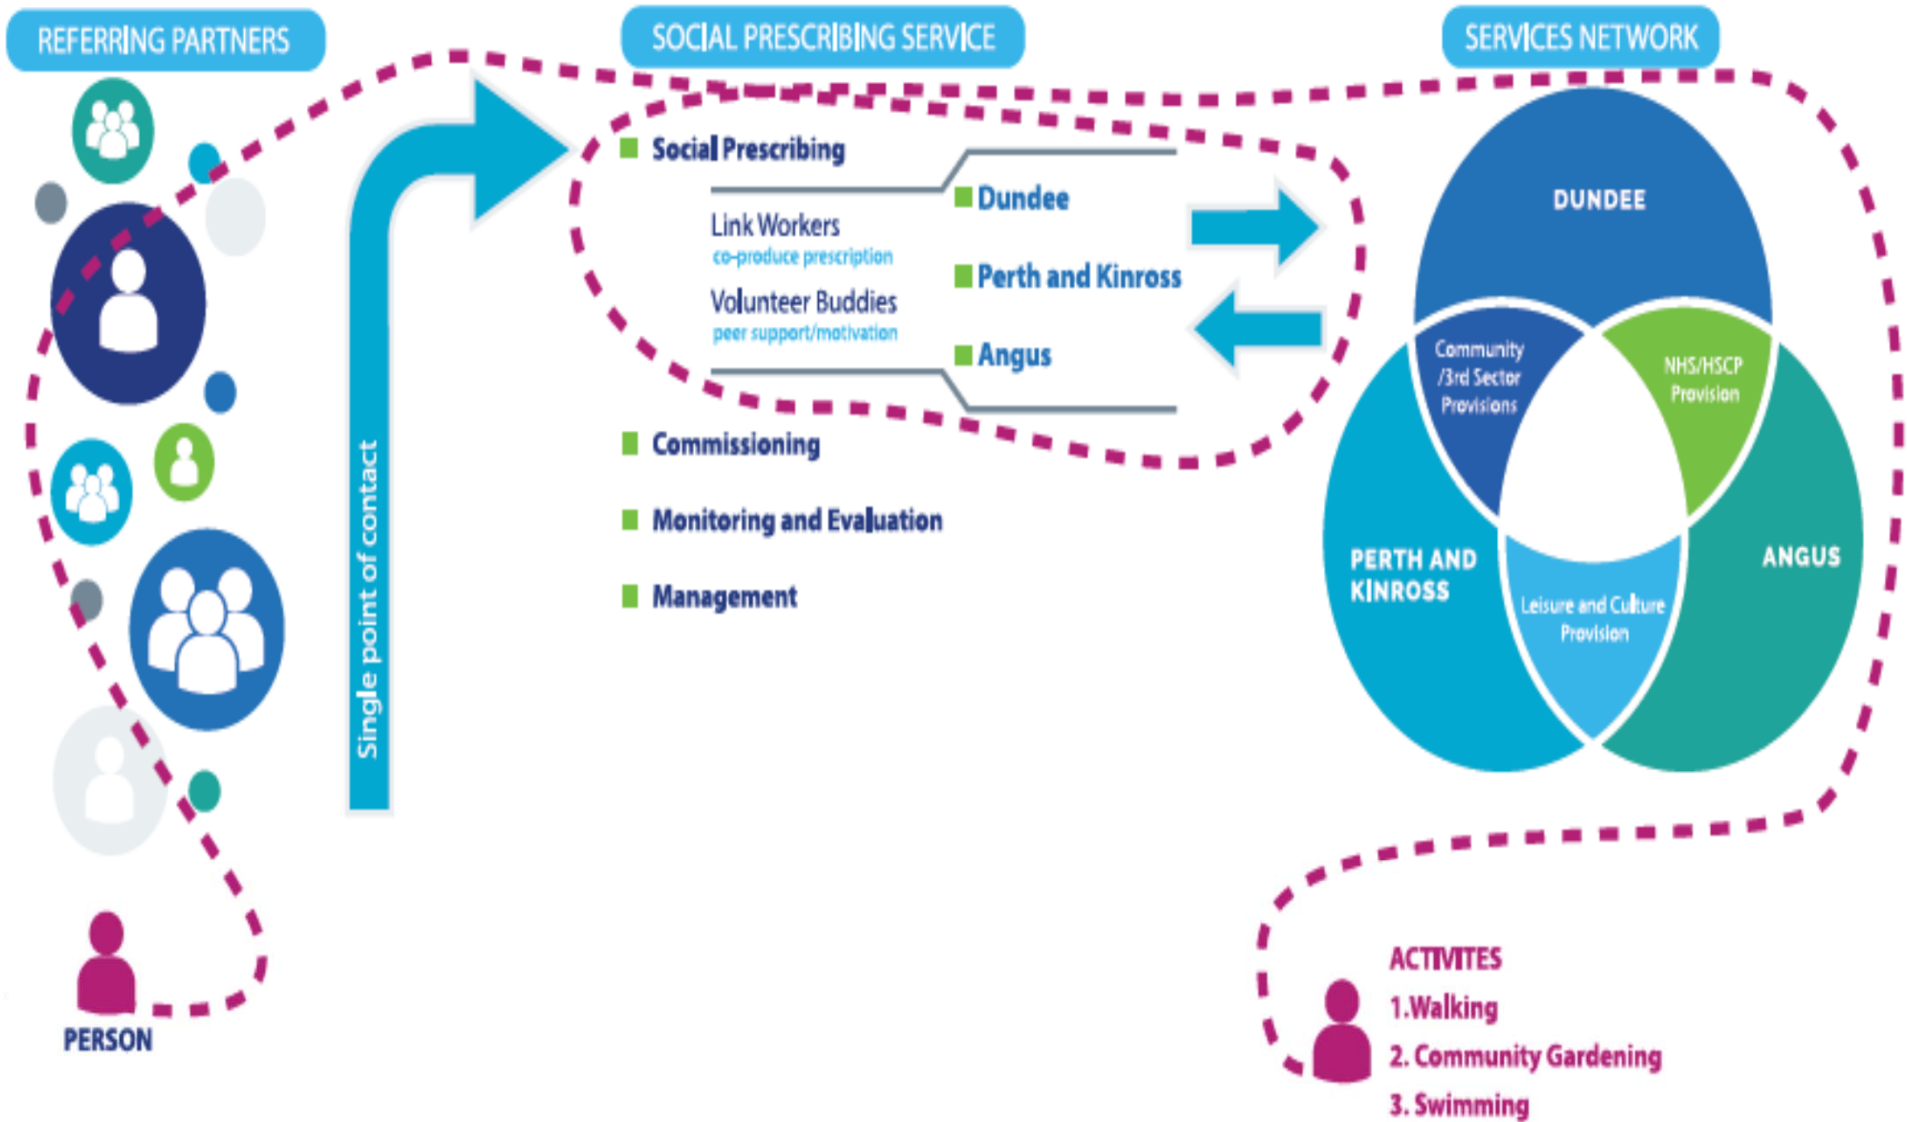 REFERRING PARTNERS
SOCIAL PRESCRIBING SERVICE
SERVICES NETWORK
PERSON
Single point of contact
Social Prescribing
Link Workers
co-produce prescription
Volunteer Buddies
peer support/motivation
Dundee
Perth and Kinross
Angus
Commissioning
Monitoring and Evaluation
Management
DUNDEE
Community
/3rd Sector
Provisions
NHS/HSCP
Provision
PERTH AND
KINROSS
ANGUS
Leisure and Culture
Provision
ACTIVITES
1.Walking
2. Community Gardening
3. Swimming